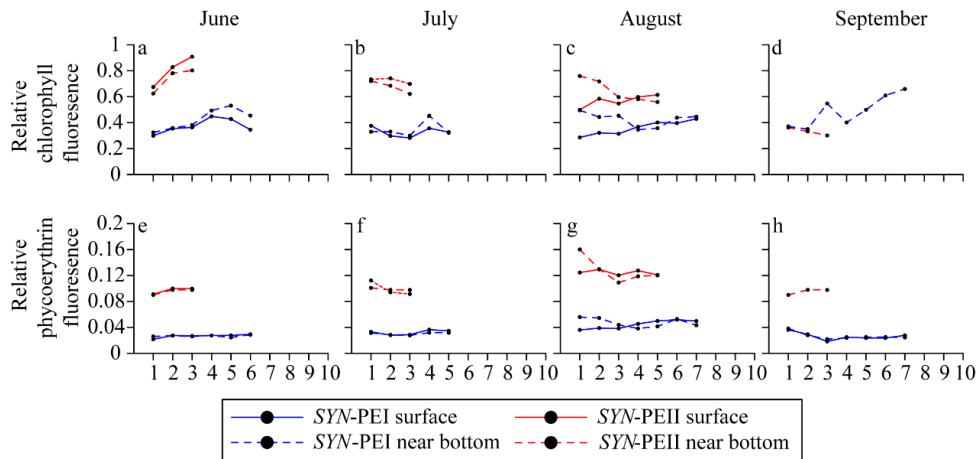 June July August September
Relative
chlorophyll
fluoresence
1
0.8
0.6
0.4
0.2
0
a b c d
Relative
phycoerythrin
fluoresence
0.2
0.16
0.12
0.08
0.04
0
e f g h
1 2 3 4 5 6 7 8 9 10 1 2 3 4 5 6 7 8 9 10 1 2 3 4 5 6 7 8 9 10 1 2 3 4 5 6 7 8 9 10
SYN-PEI surface SYN-PEII surface
SYN-PEI near bottom SYN-PEII near bottom